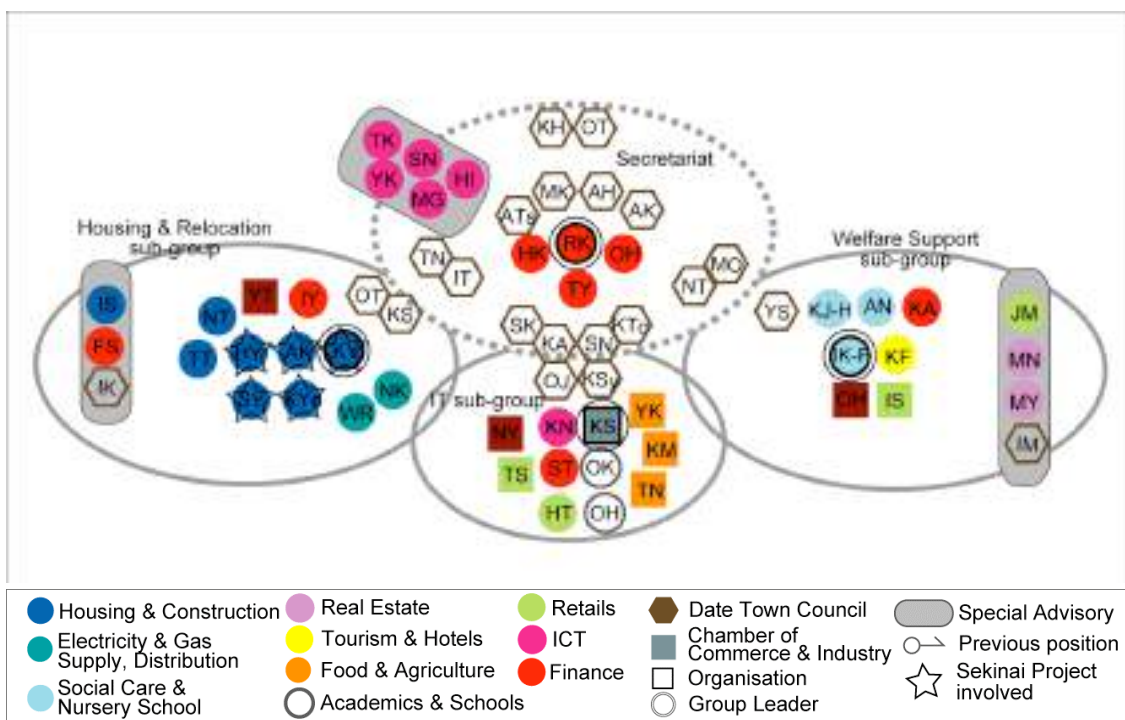 KH OT
Secretariat
TK
SN
YK
HI
MG
MK AH
AK
ATs
RK
HK
OH
TY
TN
IT
MO
NT
Housing & Relocation
sub-group
Welfare Support
sub-group
IS
FS
IK
NT
YT
IY
OT
KS
TT
AK
SK
KA
SN
OJ
WR
NK
YS
KJ-H
AN
KA
KF
OH
IS
JM
MN
MY
IM
IT sub-group
NY
KN
KS
YK
KM
TS
ST
OK
TN
HT
OH
Housing & Construction
Electricity & Gas
Supply, Distribution
Social Care &
Nursery School
Real Estate
Tourism & Hotels
Food & Agriculture
Academics & Schools
Retails
ICT
Finance
Date Town Council
Chamber of
Commerce & Industry
Organisation
Group Leader
Special Advisory
Previous position
Sekinai Project
involved